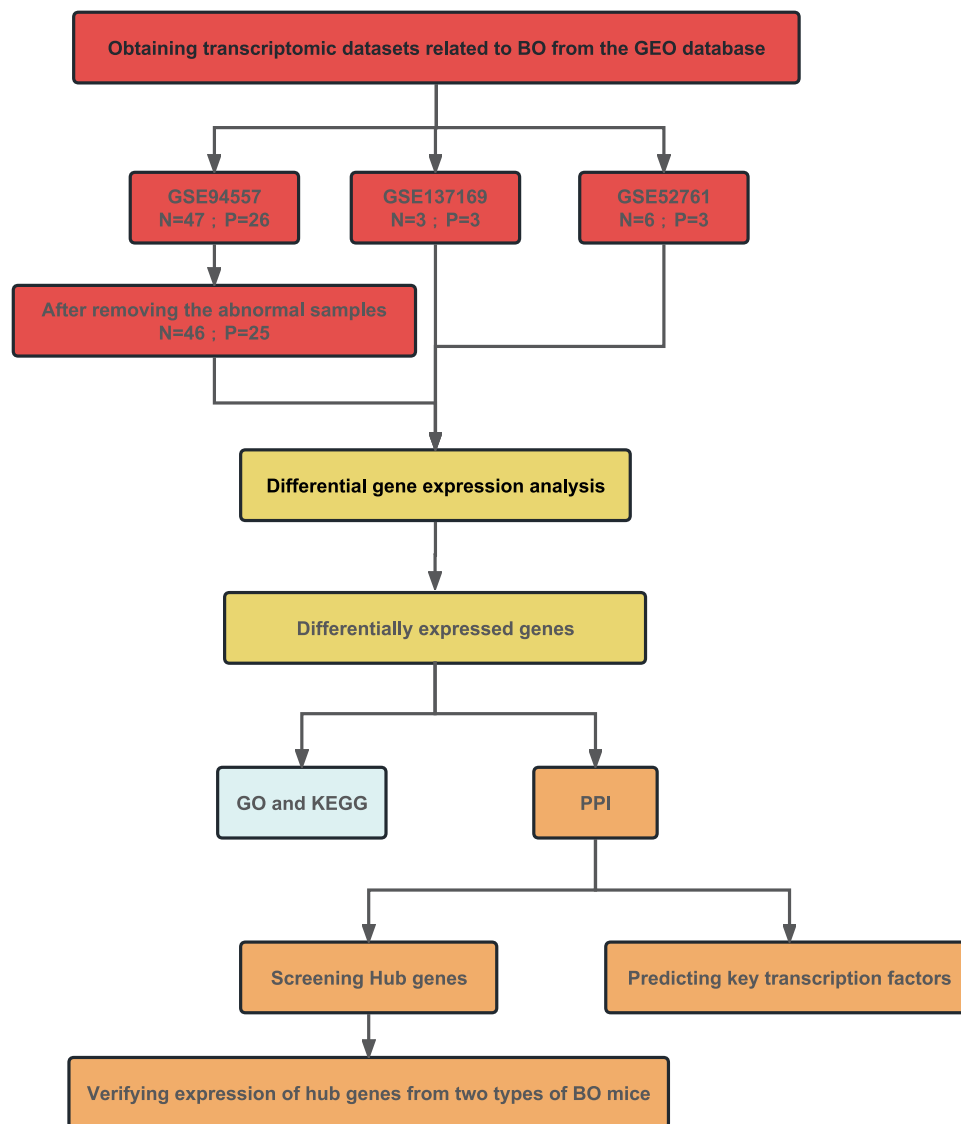 Obtaining transcriptomic datasets related to BO from the GEO database
GSE94557
N=47 ; P=26
GSE137169
N=3 ; P=3
GSE52761
N=6 ; P=3
After removing the abnormal samples
N=46 ; P=25
Differential gene expression analysis
Differentially expressed genes
GO and KEGG
PPI
Screening Hub genes
Predicting key transcription factors
Verifying expression of hub genes from two types of BO mice